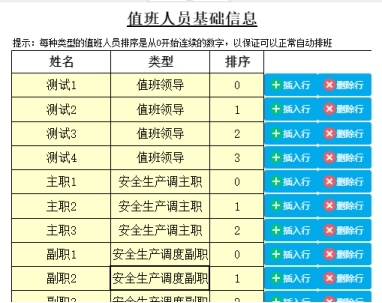 值班人员基础信息
提示：每种类型的值班人员排序是从0开始连续的数字，以保证可以正常自动排班
姓名 类型 排序
测试1 值班领导 0 插入行 删除行
测试2 值班领导 1 插入行 删除行
测试3 值班领导 2 插入行 删除行
测试4 值班领导 3 插入行 删除行
主职1 安全生产调主职 0 插入行 删除行
主职2 安全生产调主职 1 插入行 删除行
主职3 安全生产调主职 2 插入行 删除行
副职1 安全生产调度副职 0 插入行 删除行
副职2 安全生产调度副职 1 插入行 删除行